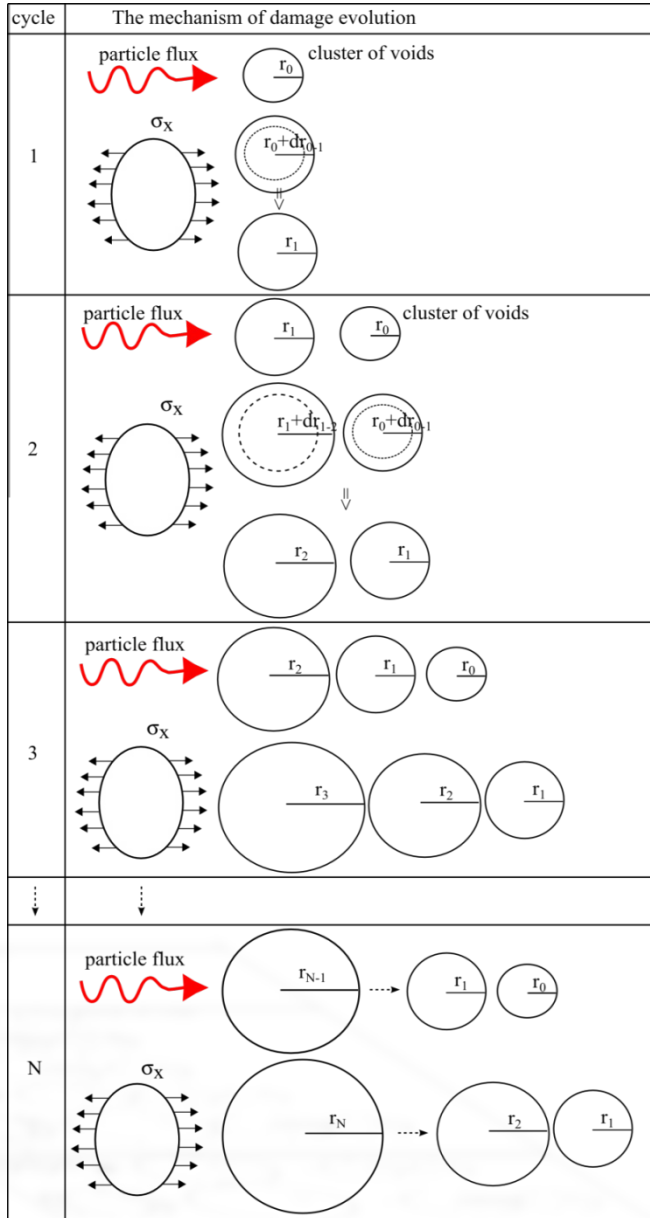 cycle The mechanism of damage evolution
particle flux cluster of voids
r₀
σₓ
r₀+dr₀₋₁
1
⇓
r₁
particle flux cluster of voids
r₁ r₀
σₓ
r₁+dr₁₋₂ r₀+dr₀₋₁
2
⇓
r₂ r₁
particle flux
r₂ r₁ r₀
σₓ
3
r₃ r₂ r₁
particle flux
r_{N-1} r₁ r₀
N
σₓ
r_N r₂ r₁